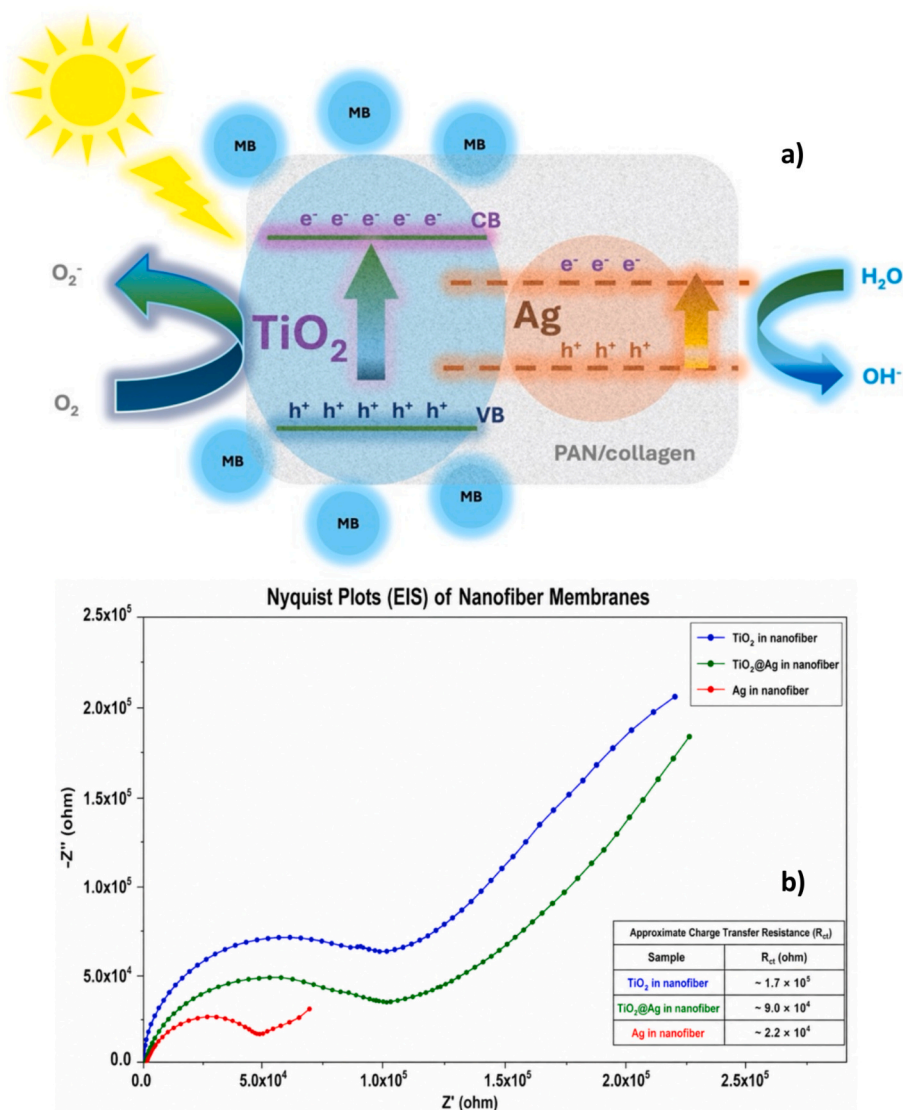 MB
MB
MB
a)
e⁻ e⁻ e⁻ e⁻ e⁻ CB
O₂⁻
e⁻ e⁻ e⁻
H₂O
TiO₂
Ag
h⁺ h⁺ h⁺
O₂
OH⁻
h⁺ h⁺ h⁺ h⁺ h⁺ VB
PAN/collagen
MB
MB
MB
Nyquist Plots (EIS) of Nanofiber Membranes
2.5x10⁵
2.0x10⁵
1.5x10⁵
1.0x10⁵
5.0x10⁴
0.0
-Z'' (ohm)
TiO₂ in nanofiber
TiO₂@Ag in nanofiber
Ag in nanofiber
b)
Approximate Charge Transfer Resistance (Rct)
Sample Rct (ohm)
TiO₂ in nanofiber ~ 1.7 × 10⁵
TiO₂@Ag in nanofiber ~ 9.0 × 10⁴
Ag in nanofiber ~ 2.2 × 10⁴
0.0 5.0x10⁴ 1.0x10⁵ 1.5x10⁵ 2.0x10⁵ 2.5x10⁵
Z' (ohm)